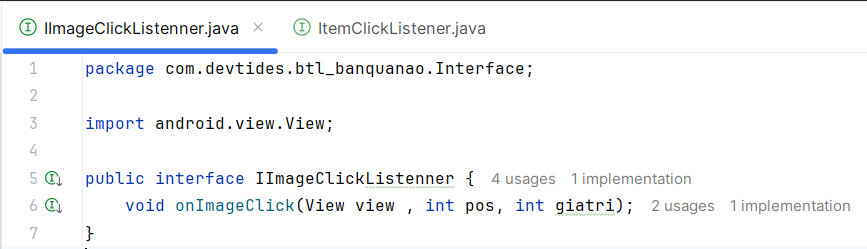 IImageClickListenner.java × ItemClickListener.java
1 package com.devtides.btl_banquanao.Interface;
2
3 import android.view.View;
4
5 public interface IImageClickListenner { 4 usages 1 implementation
6 void onImageClick(View view , int pos, int giatri); 2 usages 1 implementation
7 }